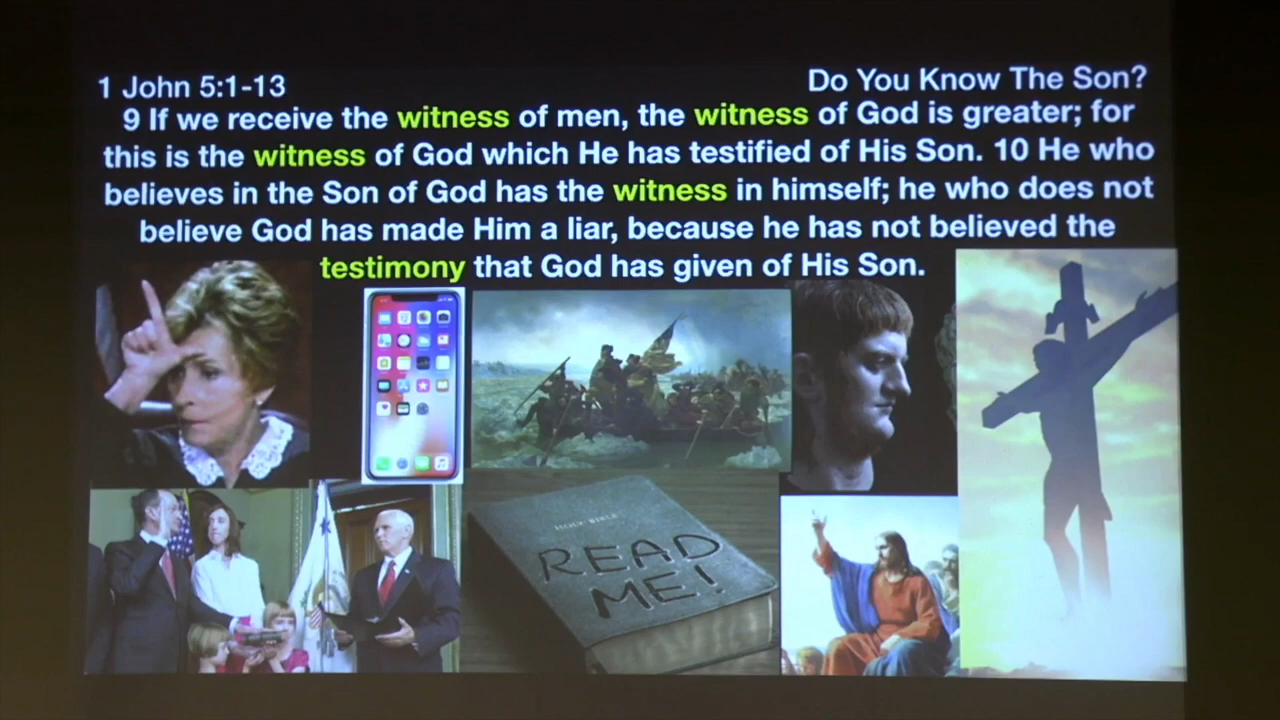 1 John 5:1-13
Do You Know The Son?
9 If we receive the witness of men, the witness of God is greater; for
this is the witness of God which He has testified of His Son. 10 He who
believes in the Son of God has the witness in himself; he who does not
believe God has made Him a liar, because he has not believed the
testimony that God has given of His Son.
HOLY BIBLE
READ
ME!